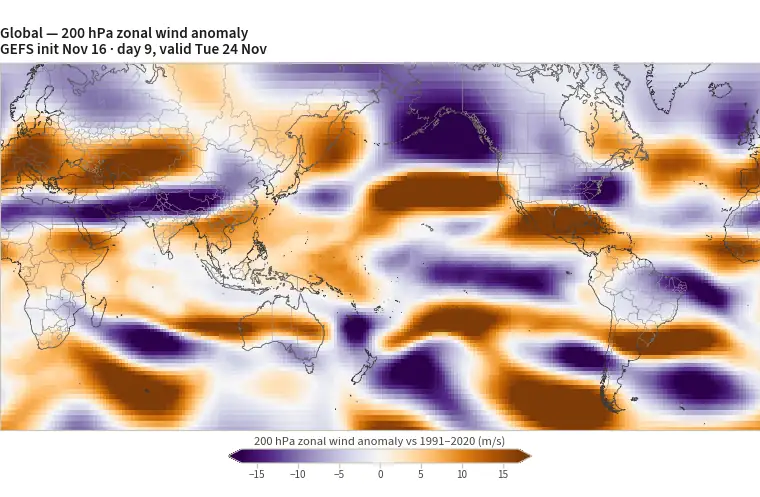 Global — 200 hPa zonal wind anomaly
GEFS init Nov 16 · day 9, valid Tue 24 Nov
200 hPa zonal wind anomaly vs 1991–2020 (m/s)
−15 −10 −5 0 5 10 15